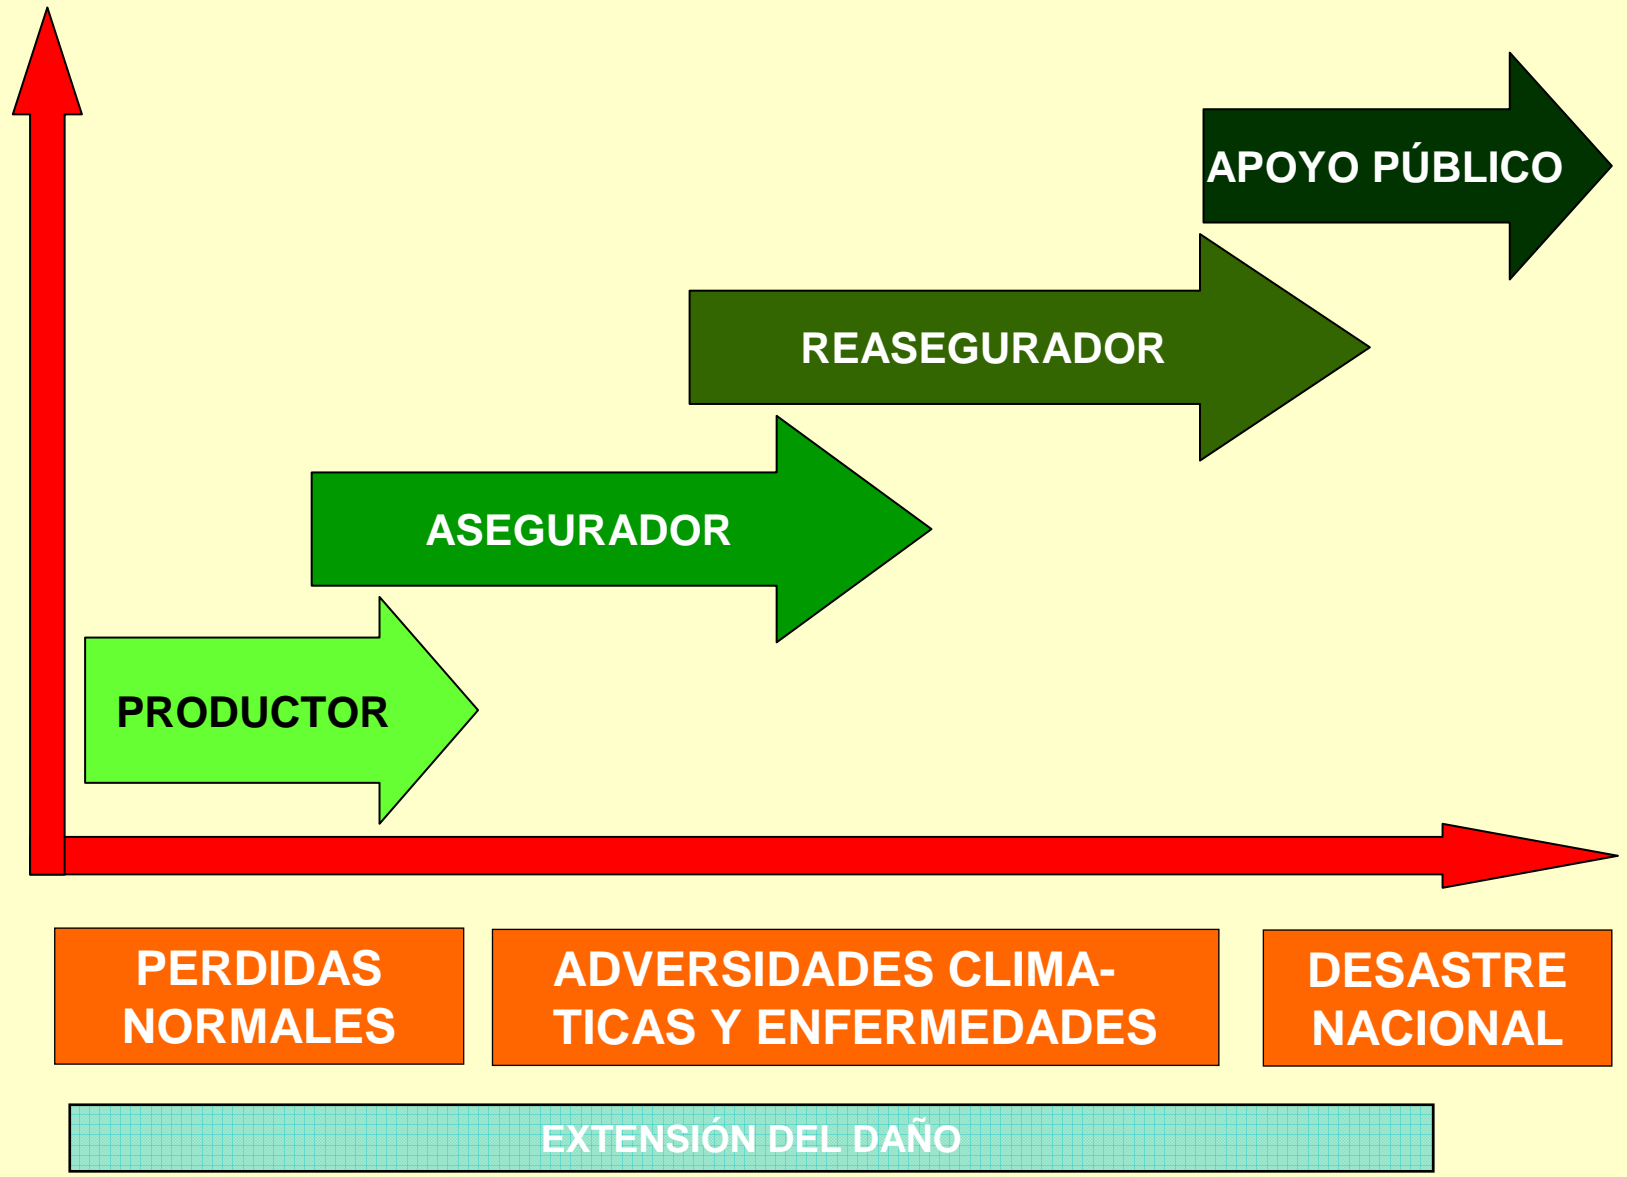 APOYO PÚBLICO
REASEGURADOR
ASEGURADOR
PRODUCTOR
PERDIDAS
NORMALES
ADVERSIDADES CLIMA-
TICAS Y ENFERMEDADES
DESASTRE
NACIONAL
EXTENSIÓN DEL DAÑO